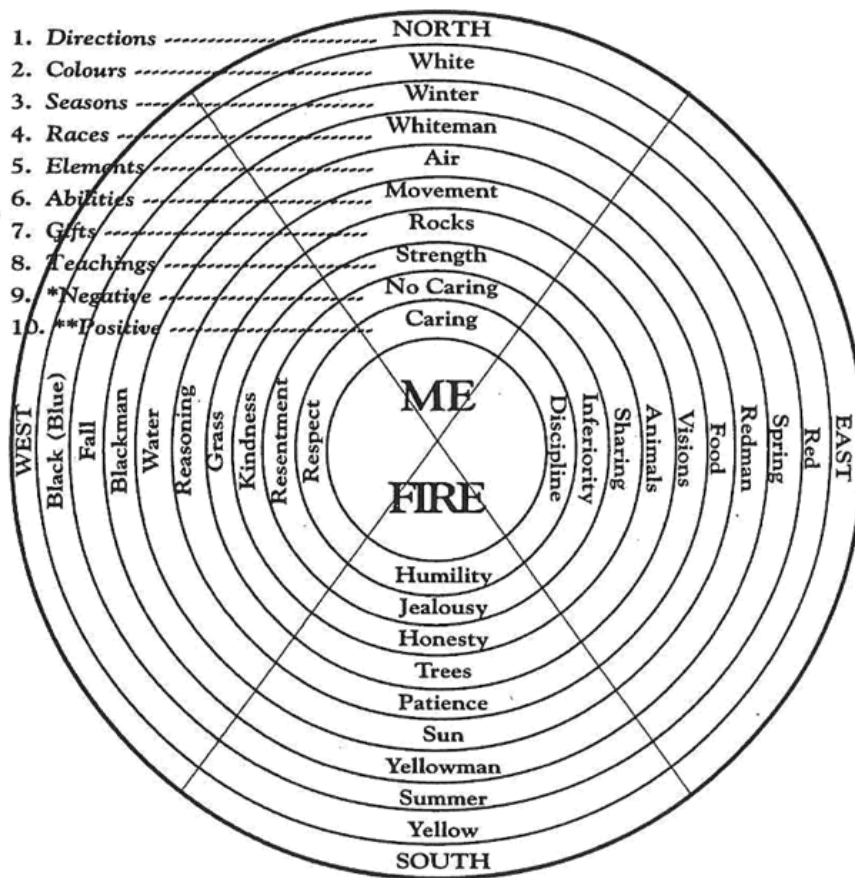 NORTH
1. Directions
White
2. Colours
Winter
3. Seasons
Whiteman
4. Races
Air
5. Elements
Movement
6. Abilities
Rocks
7. Gifts
Strength
8. Teachings
No Caring
9. *Negative
Caring
10. **Positive
ME
FIRE
WEST
Black (Blue)
Fall
Blackman
Water
Reasoning
Grass
Kindness
Resentment
Respect
Discipline
Inferiority
Sharing
Animals
Visions
Food
Redman
Spring
Red
EAST
Humility
Jealousy
Honesty
Trees
Patience
Sun
Yellowman
Summer
Yellow
SOUTH